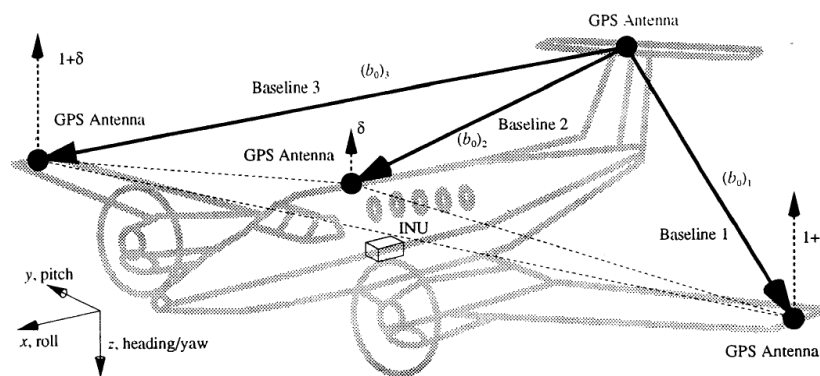 GPS Antenna
1+δ
(b₀)₃
Baseline 3
GPS Antenna
δ
Baseline 2
GPS Antenna
(b₀)₂
(b₀)₁
INU
Baseline 1
1+
y, pitch
x, roll
z, heading/yaw
GPS Antenna